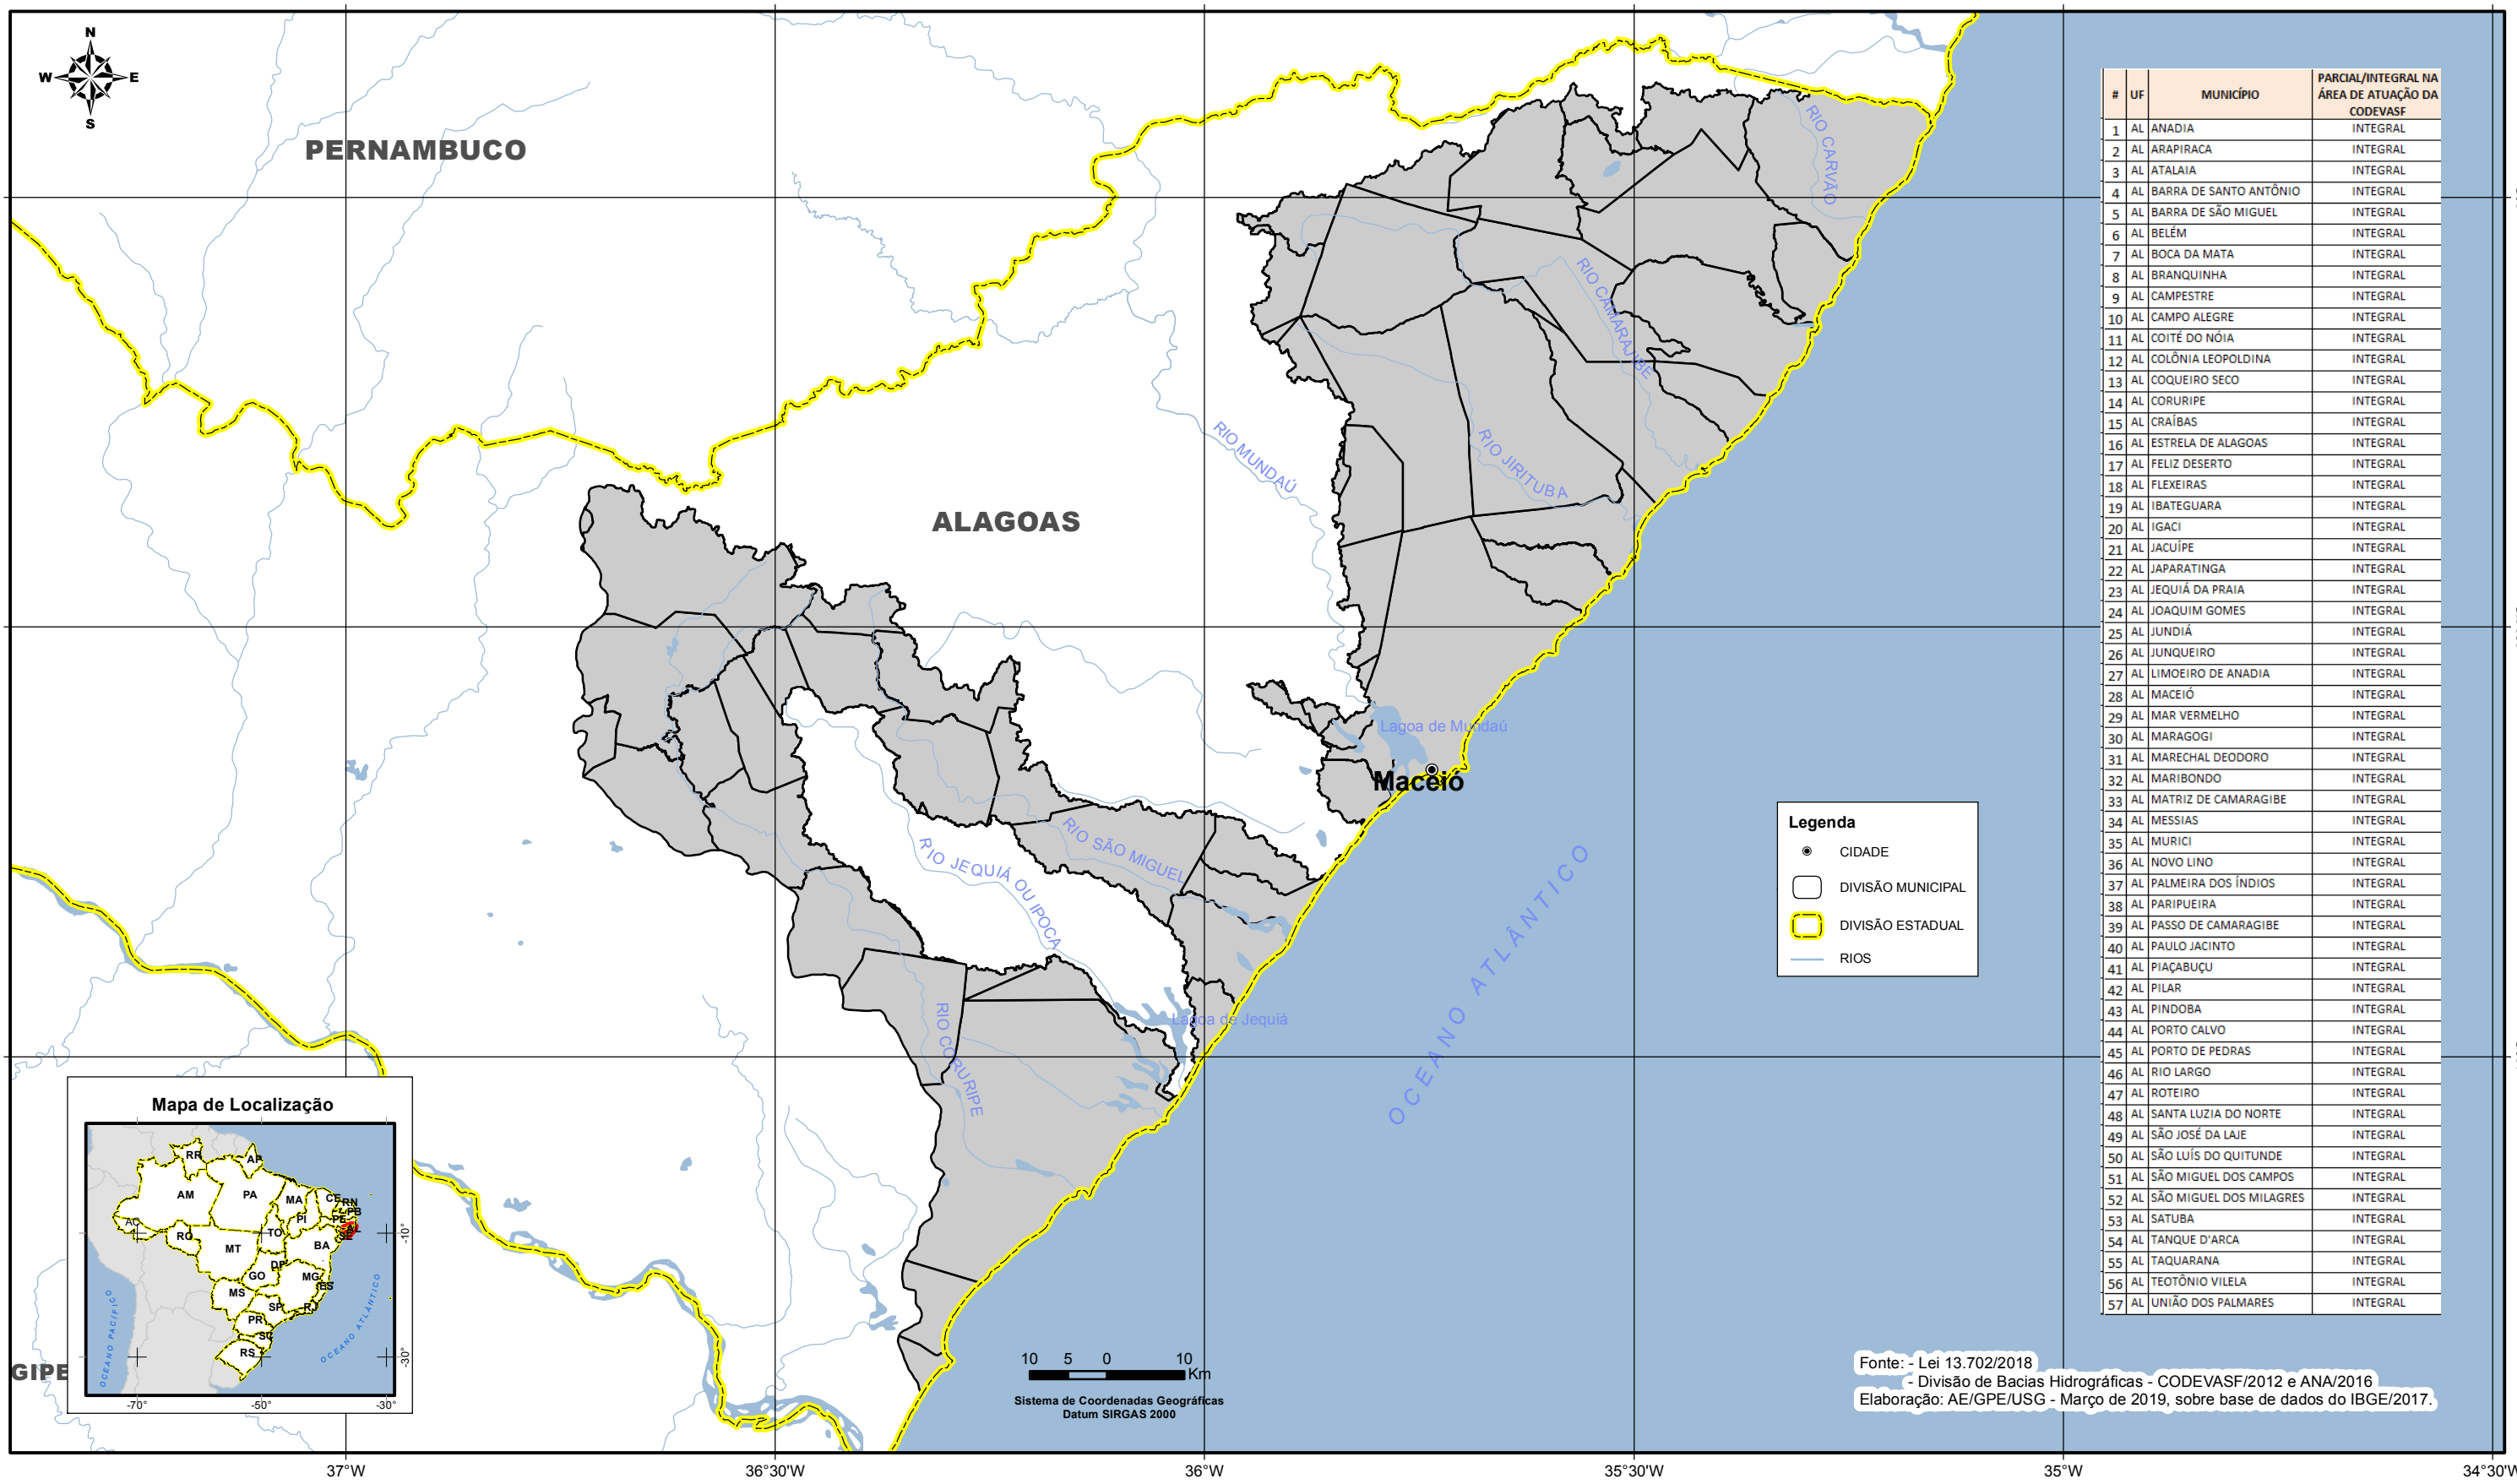 N
W E
S
PERNAMBUCO
ALAGOAS
GIPE
RIO CARVÃO
RIO CAMARAJIBE
RIO MUNDAÚ
RIO JIRITUBA
Lagoa de Mundaú
Maceió
RIO SÃO MIGUEL
RIO JEQUIÁ OU IPOCA
Lagoa de Jequiá
RIO CORURIPE
OCEANO ATLÂNTICO
# UF MUNICÍPIO PARCIAL/INTEGRAL NA ÁREA DE ATUAÇÃO DA CODEVASF
1 AL ANADIA INTEGRAL
2 AL ARAPIRACA INTEGRAL
3 AL ATALAIA INTEGRAL
4 AL BARRA DE SANTO ANTÔNIO INTEGRAL
5 AL BARRA DE SÃO MIGUEL INTEGRAL
6 AL BELÉM INTEGRAL
7 AL BOCA DA MATA INTEGRAL
8 AL BRANQUINHA INTEGRAL
9 AL CAMPESTRE INTEGRAL
10 AL CAMPO ALEGRE INTEGRAL
11 AL COITÉ DO NÓIA INTEGRAL
12 AL COLÔNIA LEOPOLDINA INTEGRAL
13 AL COQUEIRO SECO INTEGRAL
14 AL CORURIPE INTEGRAL
15 AL CRAÍBAS INTEGRAL
16 AL ESTRELA DE ALAGOAS INTEGRAL
17 AL FELIZ DESERTO INTEGRAL
18 AL FLEXEIRAS INTEGRAL
19 AL IBATEGUARA INTEGRAL
20 AL IGACI INTEGRAL
21 AL JACUÍPE INTEGRAL
22 AL JAPARATINGA INTEGRAL
23 AL JEQUIÁ DA PRAIA INTEGRAL
24 AL JOAQUIM GOMES INTEGRAL
25 AL JUNDIÁ INTEGRAL
26 AL JUNQUEIRO INTEGRAL
27 AL LIMOEIRO DE ANADIA INTEGRAL
28 AL MACEIÓ INTEGRAL
29 AL MAR VERMELHO INTEGRAL
30 AL MARAGOGI INTEGRAL
31 AL MARECHAL DEODORO INTEGRAL
32 AL MARIBONDO INTEGRAL
33 AL MATRIZ DE CAMARAGIBE INTEGRAL
34 AL MESSIAS INTEGRAL
35 AL MURICI INTEGRAL
36 AL NOVO LINO INTEGRAL
37 AL PALMEIRA DOS ÍNDIOS INTEGRAL
38 AL PARIPUEIRA INTEGRAL
39 AL PASSO DE CAMARAGIBE INTEGRAL
40 AL PAULO JACINTO INTEGRAL
41 AL PIAÇABUÇU INTEGRAL
42 AL PILAR INTEGRAL
43 AL PINDOBA INTEGRAL
44 AL PORTO CALVO INTEGRAL
45 AL PORTO DE PEDRAS INTEGRAL
46 AL RIO LARGO INTEGRAL
47 AL ROTEIRO INTEGRAL
48 AL SANTA LUZIA DO NORTE INTEGRAL
49 AL SÃO JOSÉ DA LAJE INTEGRAL
50 AL SÃO LUÍS DO QUITUNDE INTEGRAL
51 AL SÃO MIGUEL DOS CAMPOS INTEGRAL
52 AL SÃO MIGUEL DOS MILAGRES INTEGRAL
53 AL SATUBA INTEGRAL
54 AL TANQUE D'ARCA INTEGRAL
55 AL TAQUARANA INTEGRAL
56 AL TEOTÔNIO VILELA INTEGRAL
57 AL UNIÃO DOS PALMARES INTEGRAL
Legenda
CIDADE
DIVISÃO MUNICIPAL
DIVISÃO ESTADUAL
RIOS
Mapa de Localização
RR AP
AM PA MA CE RN
PB
AC PI PE
AL
RO TO SE
MT BA
DF
GO MG
ES
MS SP RJ
PR
SC
RS
OCEANO PACÍFICO
OCEANO ATLÂNTICO
-10°
-30°
-70° -50° -30°
10 5 0 10
Km
Sistema de Coordenadas Geográficas
Datum SIRGAS 2000
Fonte: - Lei 13.702/2018
- Divisão de Bacias Hidrográficas - CODEVASF/2012 e ANA/2016
Elaboração: AE/GPE/USG - Março de 2019, sobre base de dados do IBGE/2017.
37°W 36°30'W 36°W 35°30'W 35°W 34°30'W